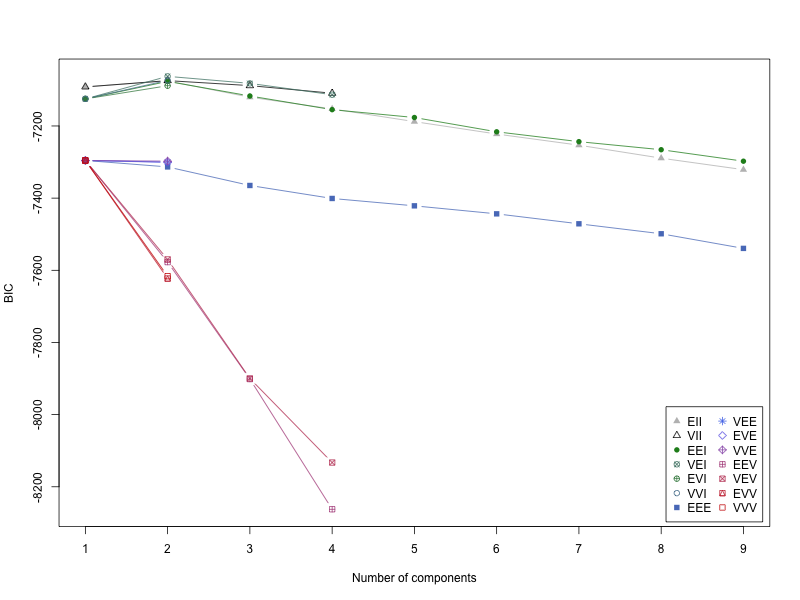 -7200
-7400
-7600
-7800
-8000
-8200
BIC
1 2 3 4 5 6 7 8 9
Number of components
EII VEE
VII EVE
EEI VVE
VEI EEV
EVI VEV
VVI EVV
EEE VVV